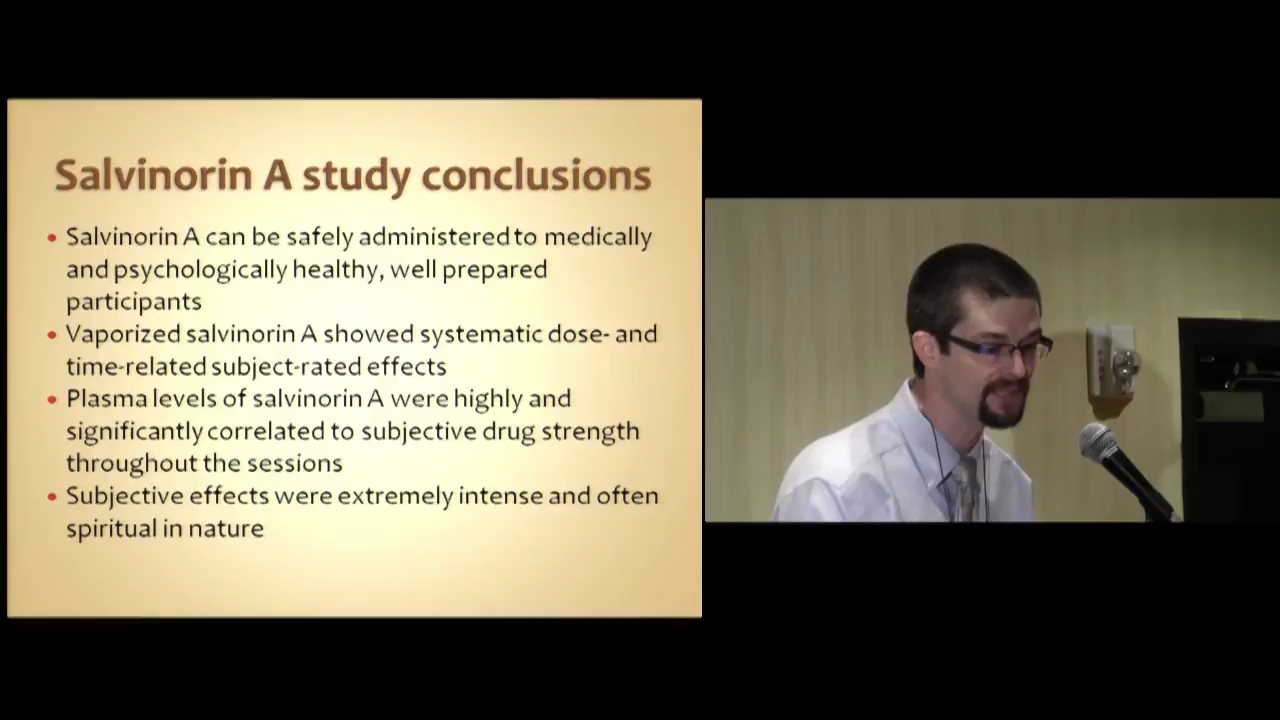 Salvinorin A study conclusions
• Salvinorin A can be safely administered to medically
and psychologically healthy, well prepared
participants
• Vaporized salvinorin A showed systematic dose- and
time-related subject-rated effects
• Plasma levels of salvinorin A were highly and
significantly correlated to subjective drug strength
throughout the sessions
• Subjective effects were extremely intense and often
spiritual in nature